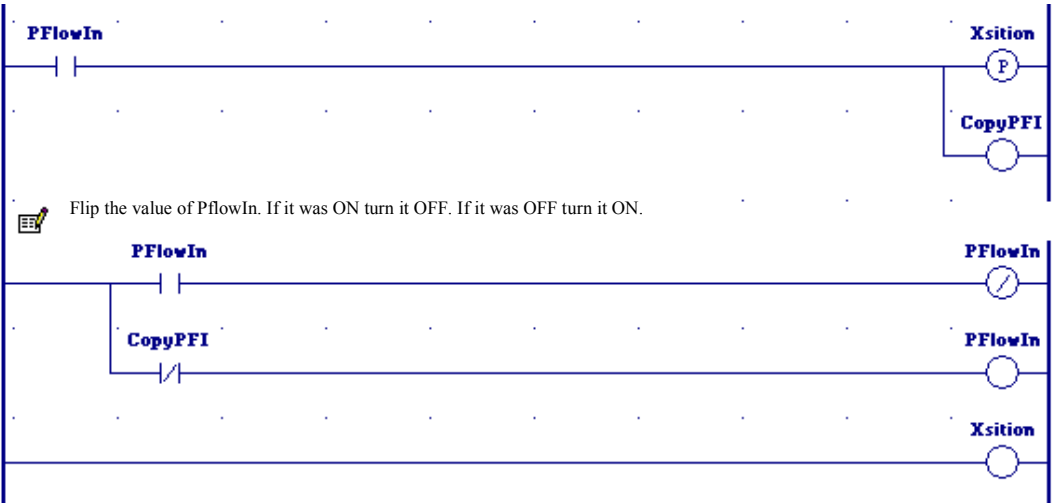 PFlowIn Xsition
P
CopyPFI
Flip the value of PflowIn. If it was ON turn it OFF. If it was OFF turn it ON.
PFlowIn PFlowIn
CopyPFI PFlowIn
Xsition